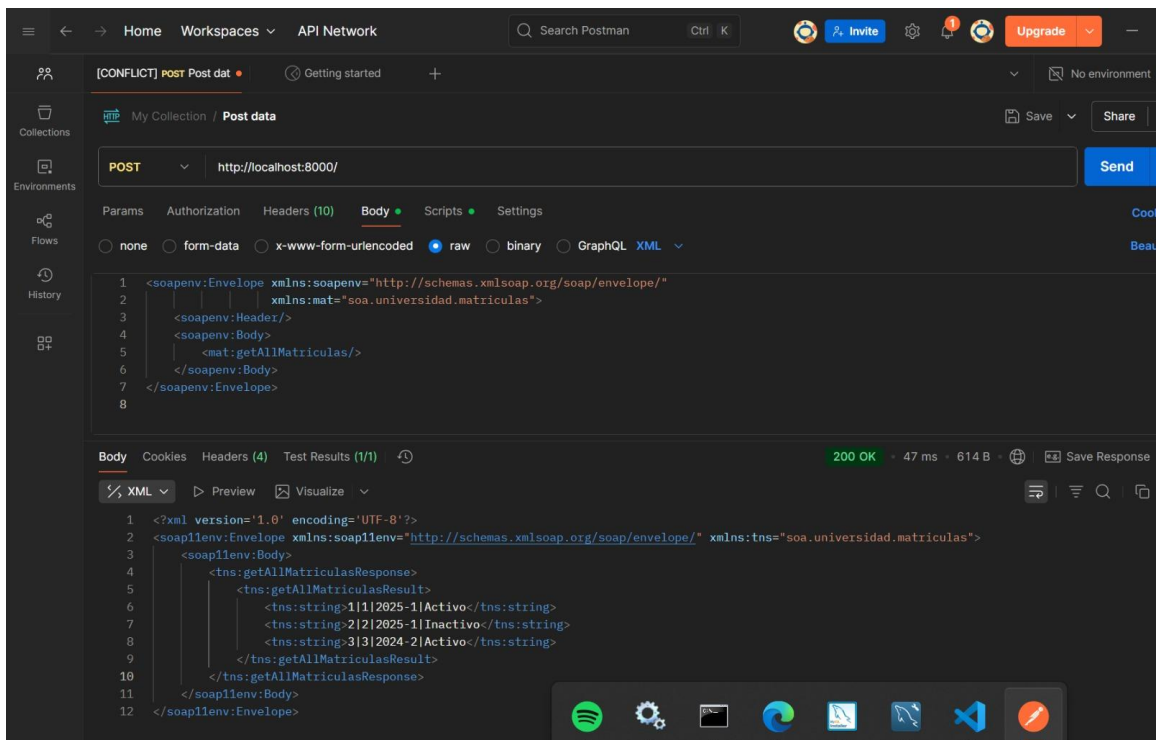 Home Workspaces API Network Search Postman Ctrl K Invite 1 Upgrade
[CONFLICT] POST Post dat Getting started No environment
HTTP My Collection / Post data Save Share
Collections
POST http://localhost:8000/ Send
Environments
Params Authorization Headers (10) Body Scripts Settings Cool
Flows
none form-data x-www-form-urlencoded raw binary GraphQL XML Beau
History
1 <soapenv:Envelope xmlns:soapenv="http://schemas.xmlsoap.org/soap/envelope/"
2 xmlns:mat="soa.universidad.matriculas">
3 <soapenv:Header/>
4 <soapenv:Body>
5 <mat:getAllMatriculas/>
6 </soapenv:Body>
7 </soapenv:Envelope>
8
Body Cookies Headers (4) Test Results (1/1) 200 OK 47 ms 614 B Save Response
XML Preview Visualize
1 <?xml version='1.0' encoding='UTF-8'?>
2 <soap11env:Envelope xmlns:soap11env="http://schemas.xmlsoap.org/soap/envelope/" xmlns:tns="soa.universidad.matriculas">
3 <soap11env:Body>
4 <tns:getAllMatriculasResponse>
5 <tns:getAllMatriculasResult>
6 <tns:string>1|1|2025-1|Activo</tns:string>
7 <tns:string>2|2|2025-1|Inactivo</tns:string>
8 <tns:string>3|3|2024-2|Activo</tns:string>
9 </tns:getAllMatriculasResult>
10 </tns:getAllMatriculasResponse>
11 </soap11env:Body>
12 </soap11env:Envelope>